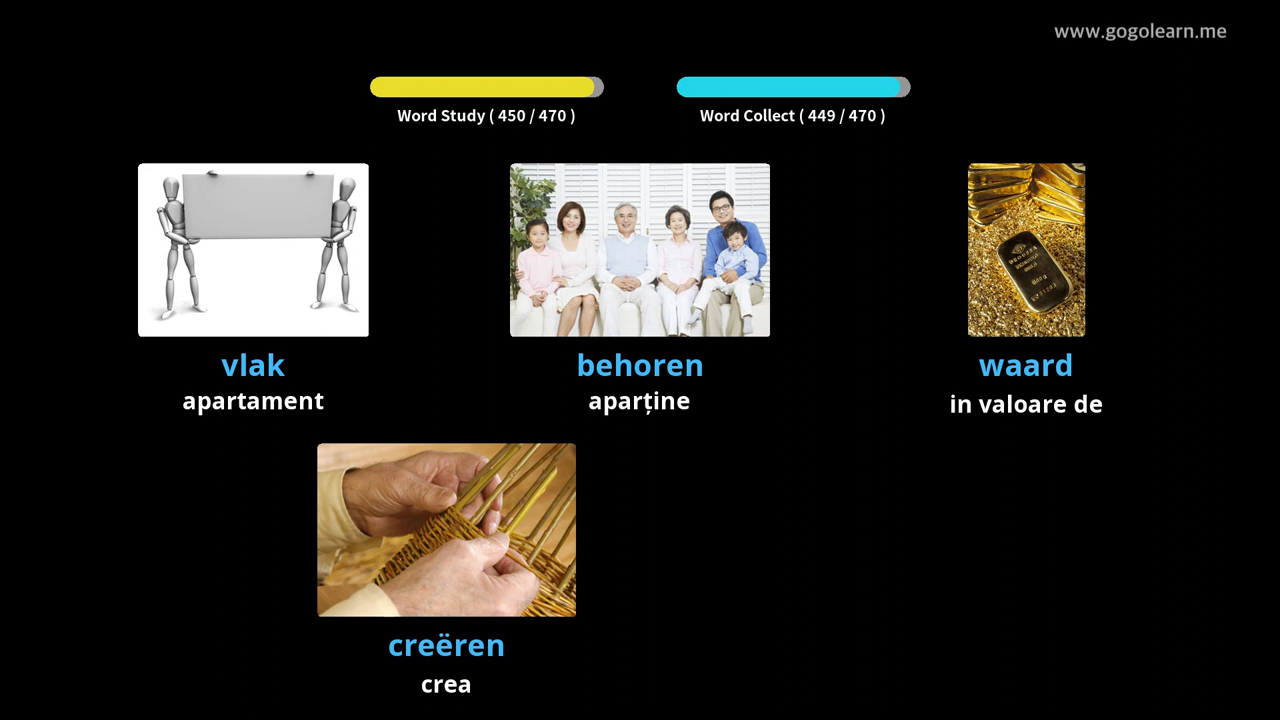 www.gogolearn.me
Word Study ( 450 / 470 )
Word Collect ( 449 / 470 )
vlak
apartament
behoren
aparține
waard
in valoare de
creëren
crea